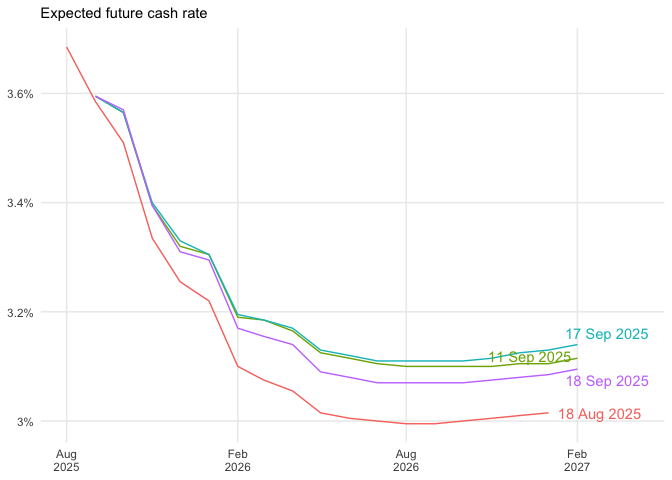 Expected future cash rate
3.6%
3.4%
3.2%
3%
17 Sep 2025
11 Sep 2025
18 Sep 2025
18 Aug 2025
Aug
2025
Feb
2026
Aug
2026
Feb
2027